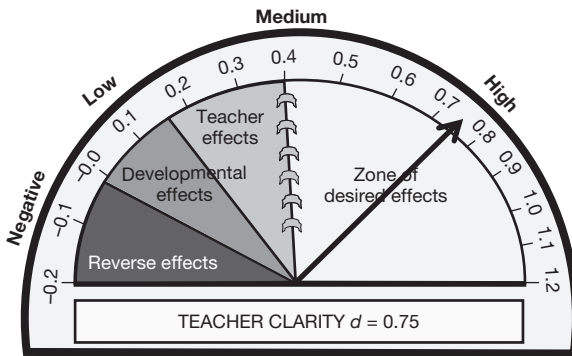 Medium
Low
High
Negative
−0.2
−0.1
−0.0
0.1
0.2
0.3
0.4
0.5
0.6
0.7
0.8
0.9
1.0
1.1
1.2
Teacher
effects
Developmental
effects
Zone of
desired effects
Reverse effects
TEACHER CLARITY d = 0.75